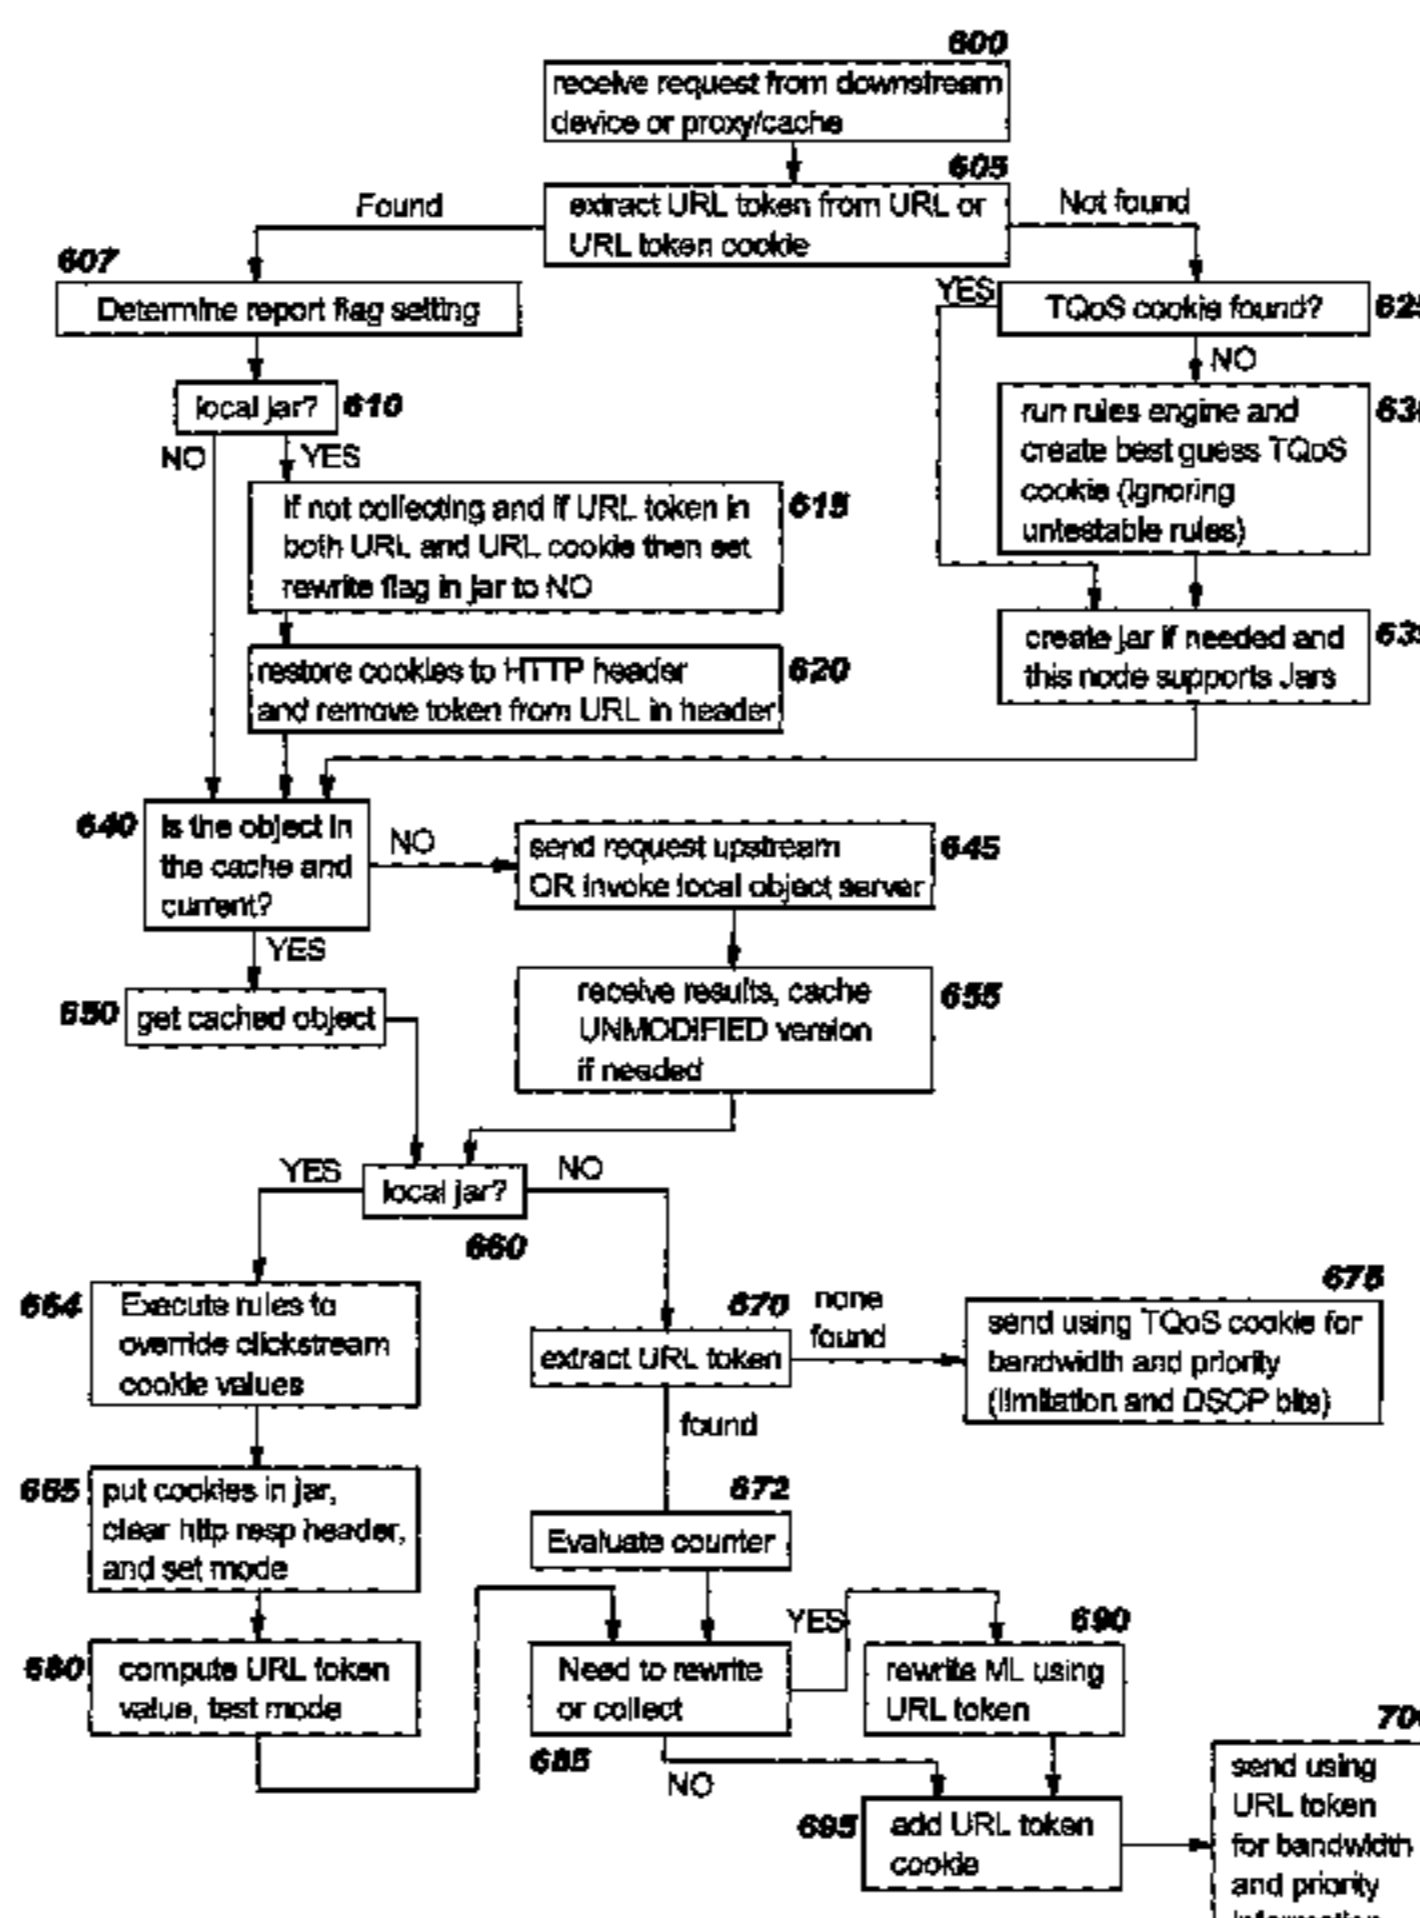 600
receive request from downstream
device or proxy/cache
605
Found
extract URL token from URL or
URL token cookie
Not found
607
Determine report flag setting
YES
TQoS cookie found?
NO
local jar?
610
run rules engine and
create best guess TQoS
cookie (ignoring
untestable rules)
NO
YES
If not collecting and if URL token in
both URL and URL cookie then set
rewrite flag in jar to NO
615
create jar if needed and
this node supports Jars
restore cookies to HTTP header
and remove token from URL in header
620
640
Is the object in
the cache and
current?
NO
send request upstream
OR invoke local object server
645
YES
650
get cached object
receive results, cache
UNMODIFIED version
if needed
655
YES
local jar?
NO
660
664
Execute rules to
override clickstream
cookie values
670
extract URL token
none
found
675
send using TQoS cookie for
bandwidth and priority
(limitation and DSCP bits)
found
665
put cookies in jar,
clear http resp header,
and set mode
672
Evaluate counter
680
compute URL token
value, test mode
Need to rewrite
or collect
685
YES
690
rewrite ML using
URL token
NO
695
add URL token
cookie
send using
URL token
for bandwidth
and priority